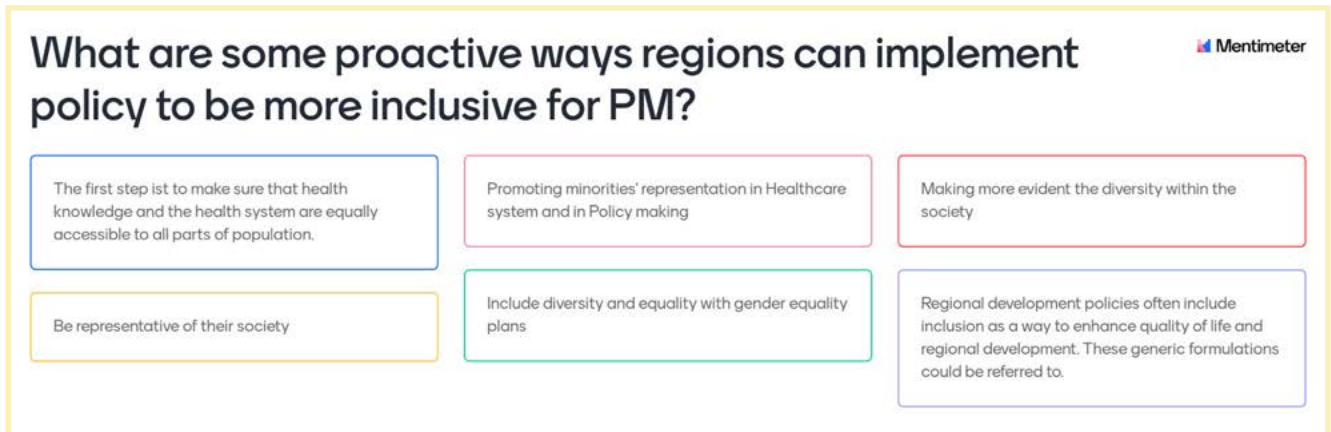 What are some proactive ways regions can implement
policy to be more inclusive for PM?
Mentimeter
The first step ist to make sure that health
knowledge and the health system are equally
accessible to all parts of population.
Be representative of their society
Promoting minorities' representation in Healthcare
system and in Policy making
Include diversity and equality with gender equality
plans
Making more evident the diversity within the
society
Regional development policies often include
inclusion as a way to enhance quality of life and
regional development. These generic formulations
could be referred to.